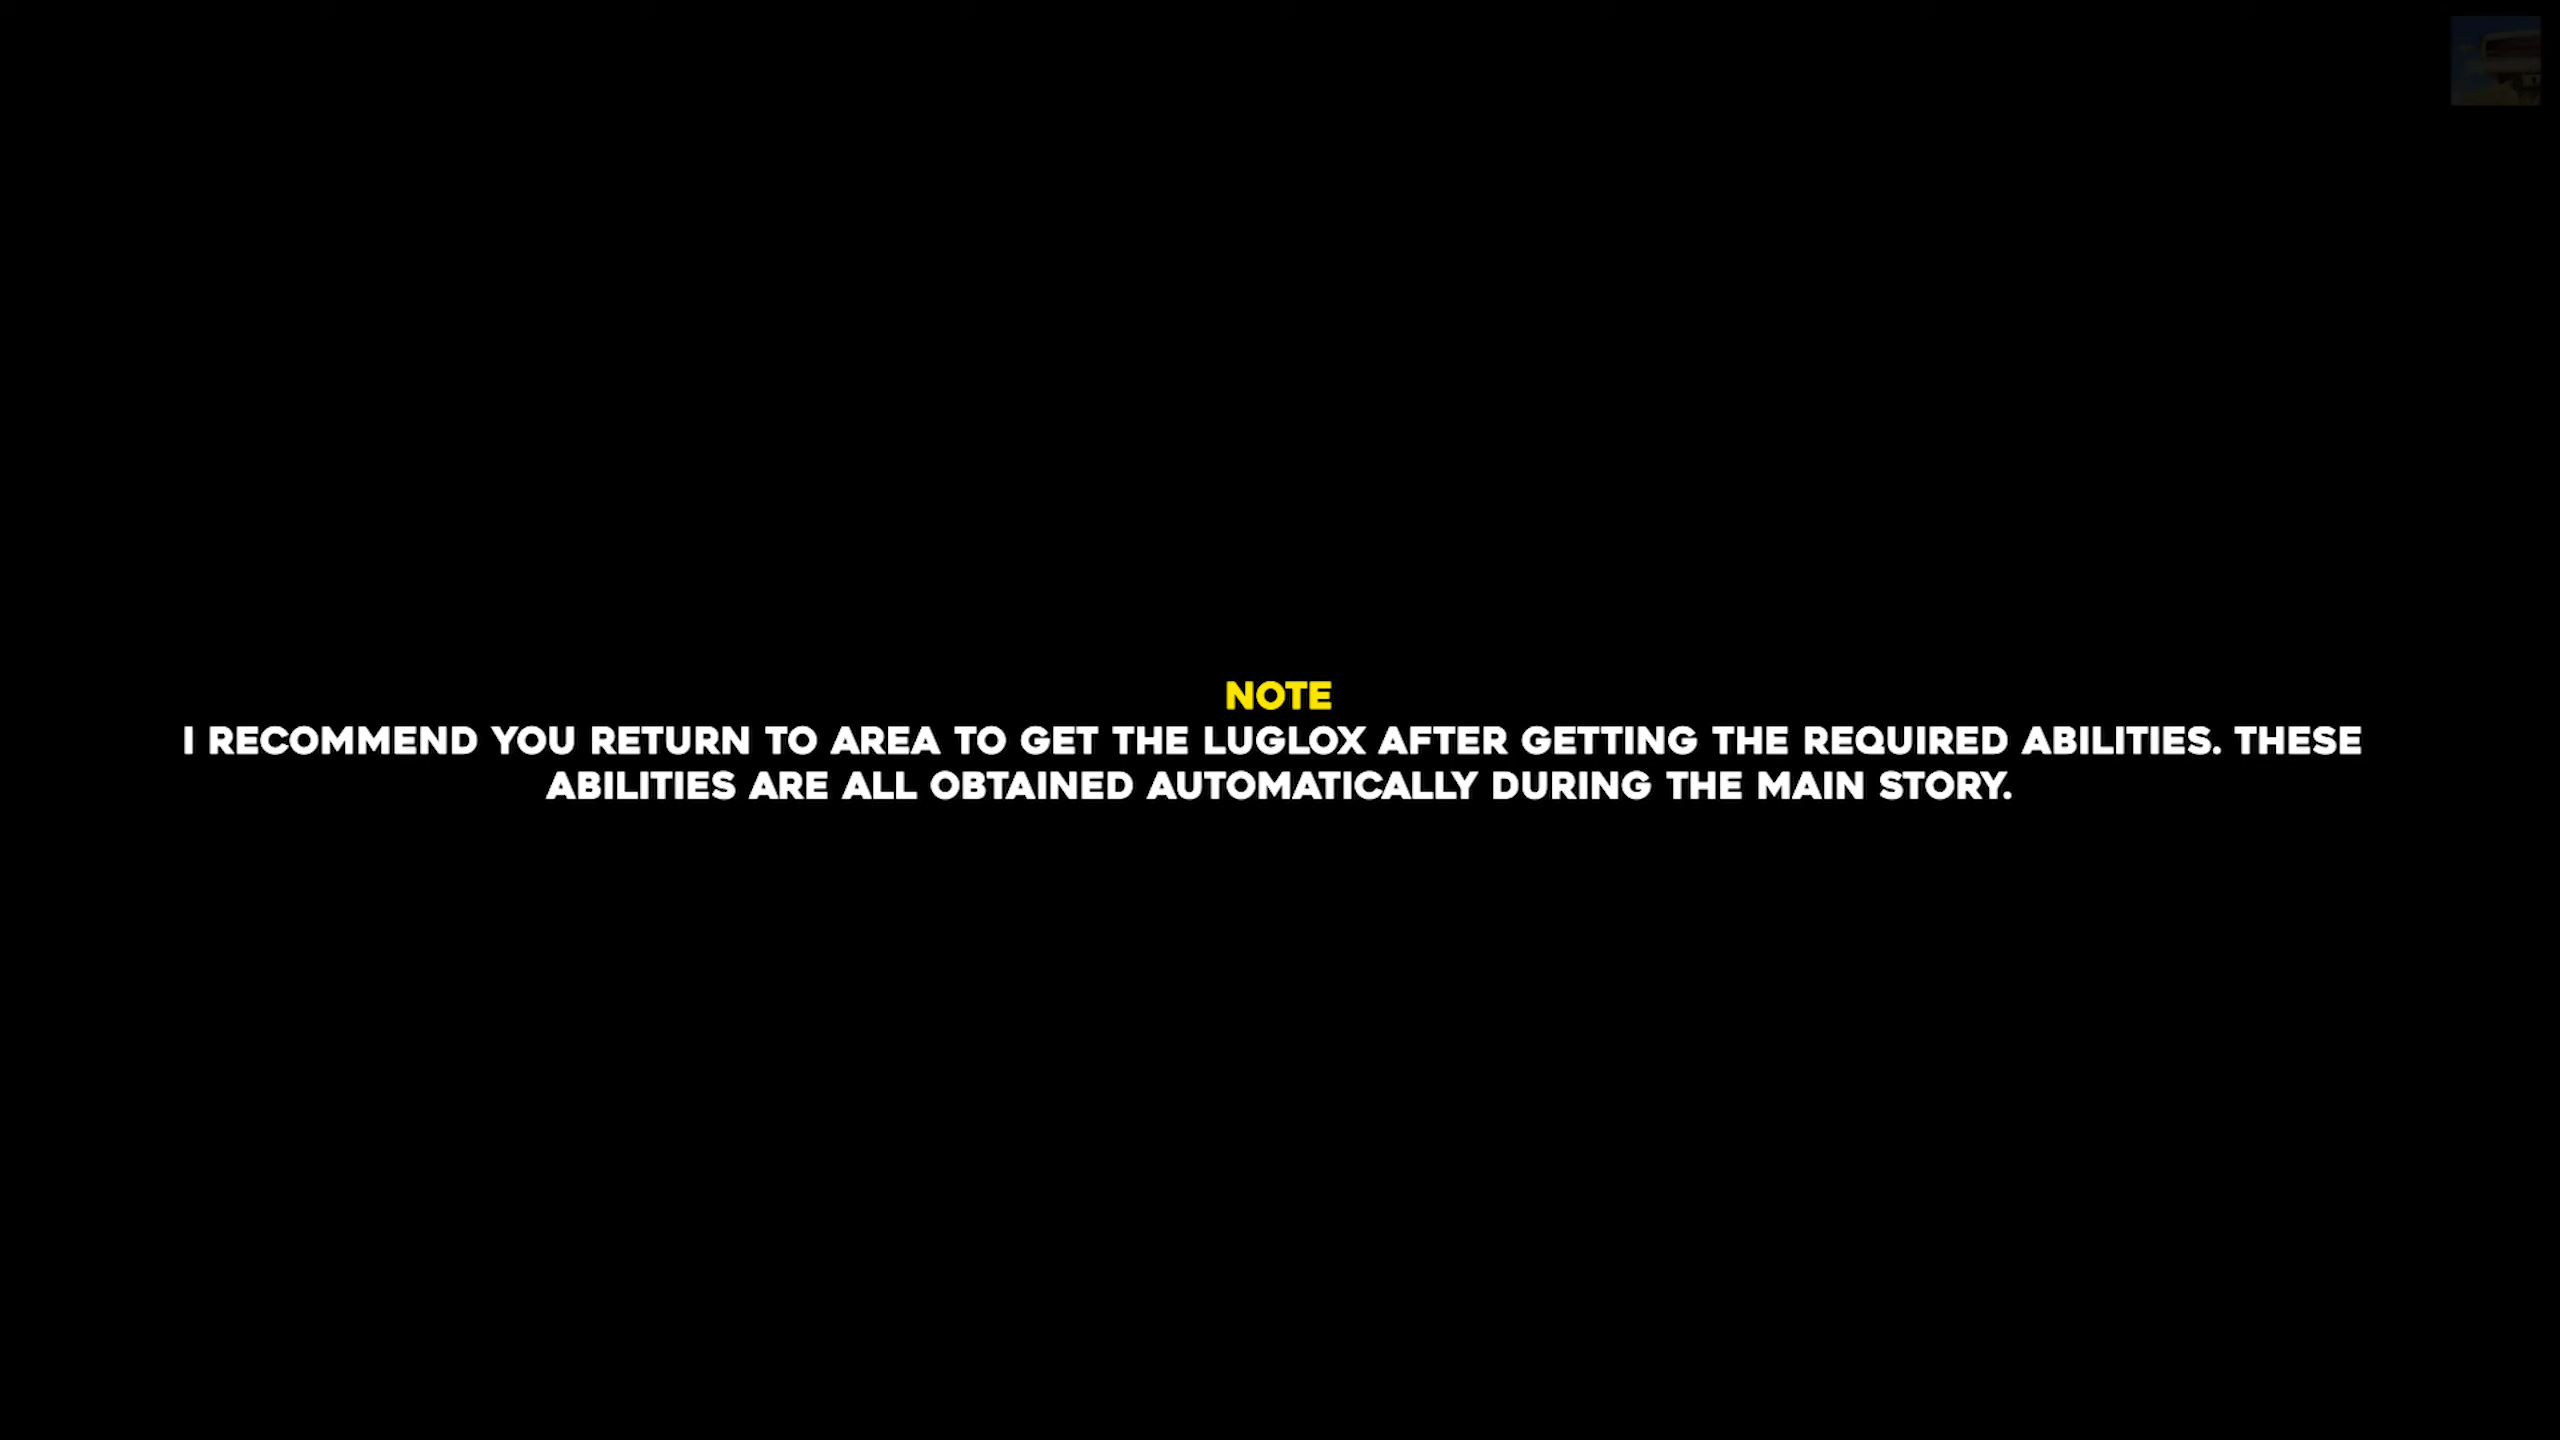 NOTE
I RECOMMEND YOU RETURN TO AREA TO GET THE LUGLOX AFTER GETTING THE REQUIRED ABILITIES. THESE
ABILITIES ARE ALL OBTAINED AUTOMATICALLY DURING THE MAIN STORY.